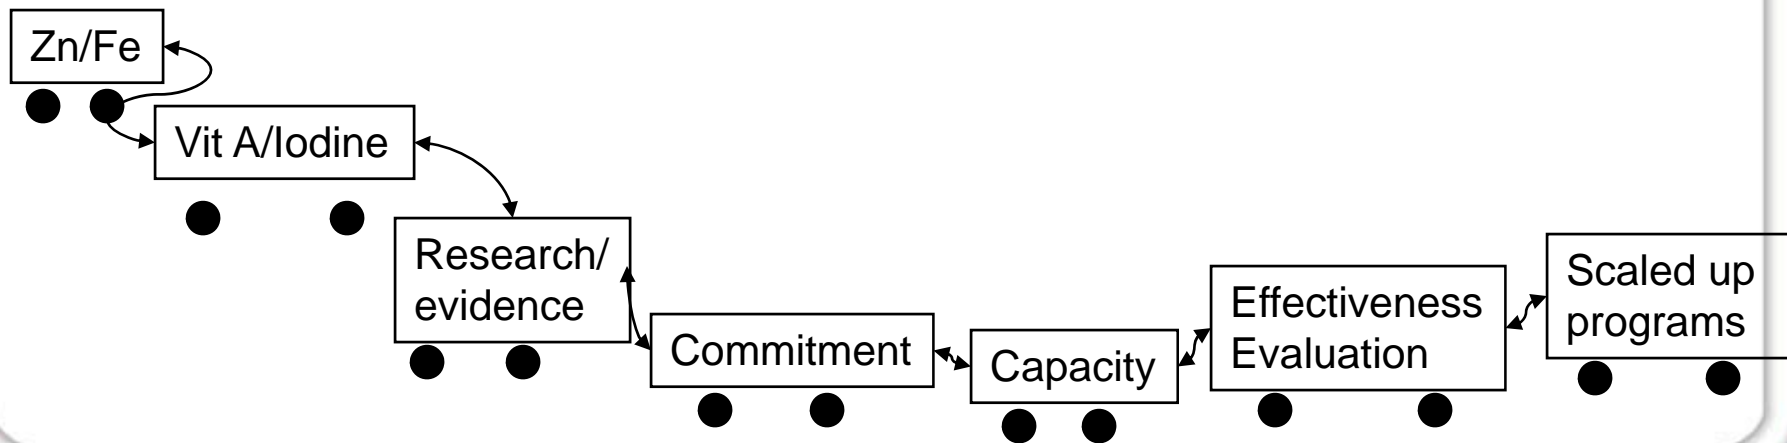 Zn/Fe
Vit A/Iodine
Research/
evidence
Commitment
Capacity
Effectiveness
Evaluation
Scaled up
programs